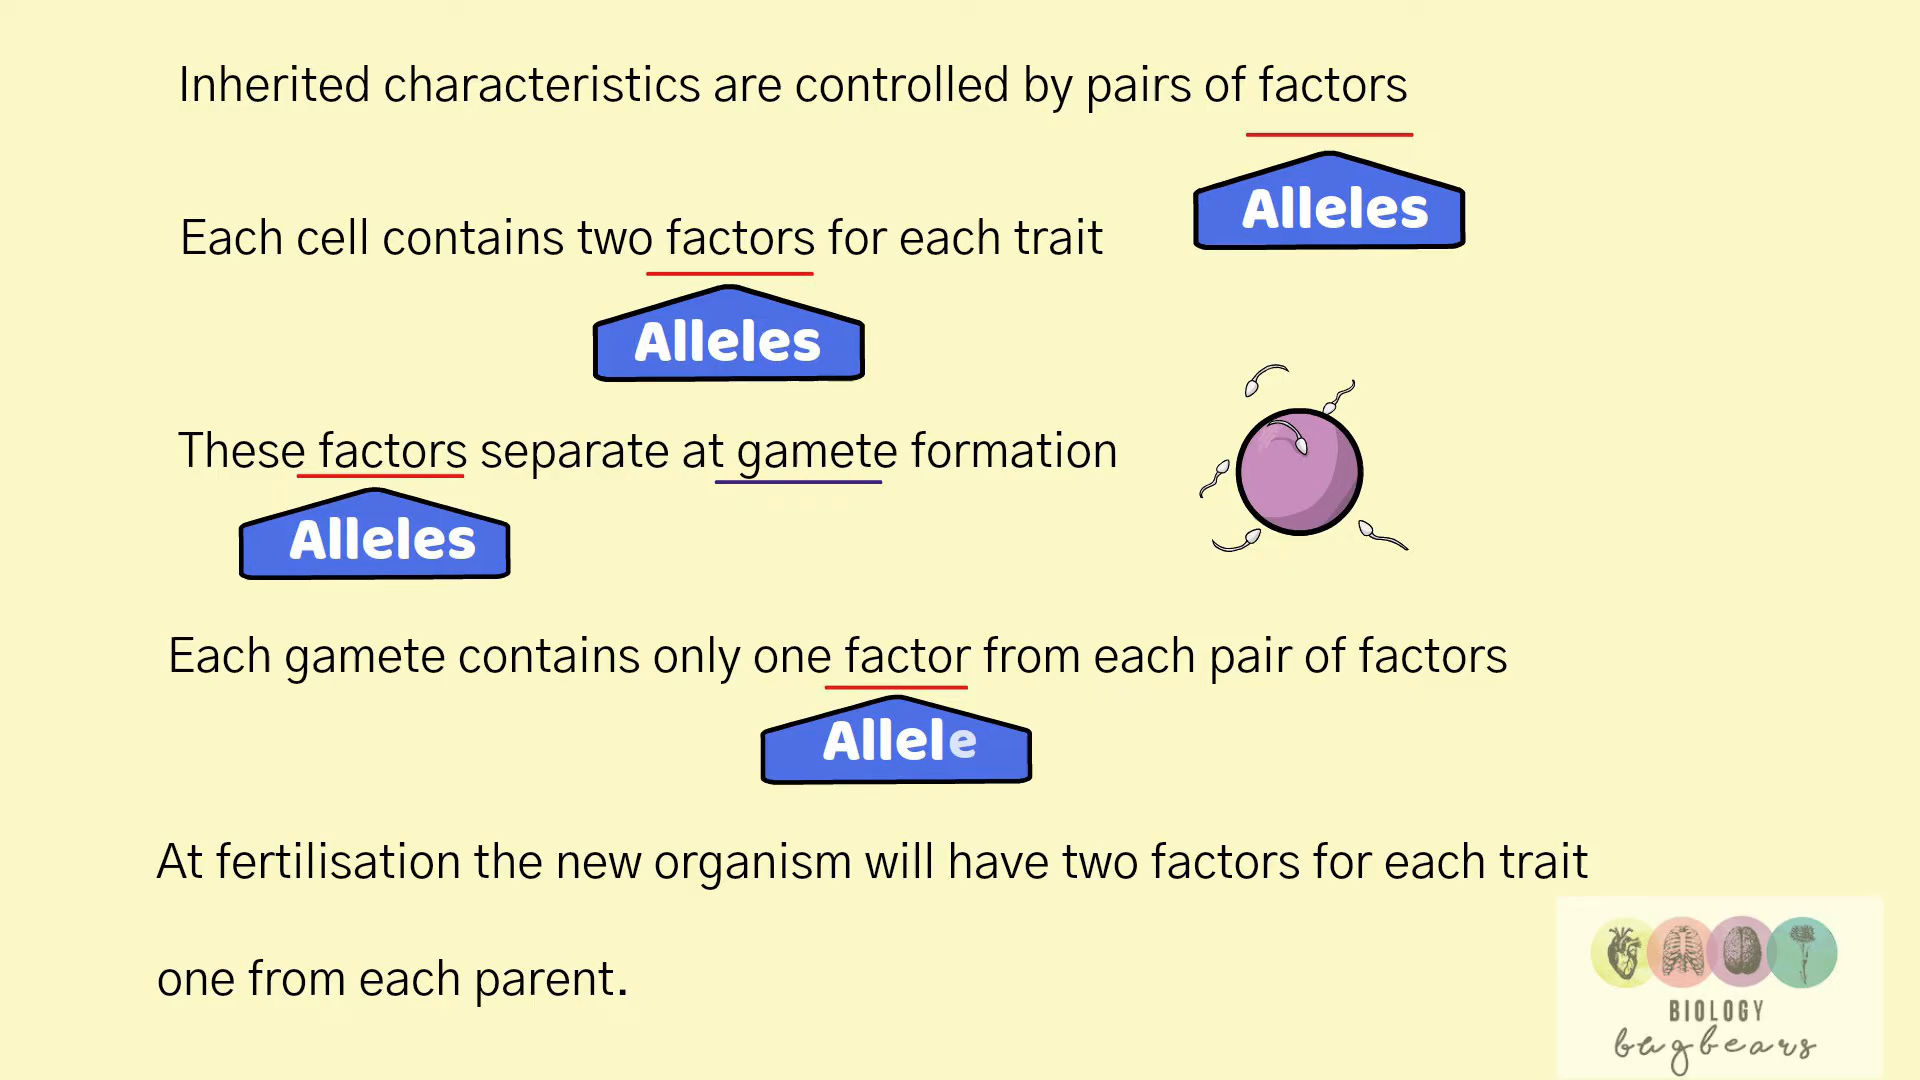 Inherited characteristics are controlled by pairs of factors
Alleles
Each cell contains two factors for each trait
Alleles
These factors separate at gamete formation
Alleles
Each gamete contains only one factor from each pair of factors
Allele
At fertilisation the new organism will have two factors for each trait
one from each parent.
BIOLOGY
bugbears